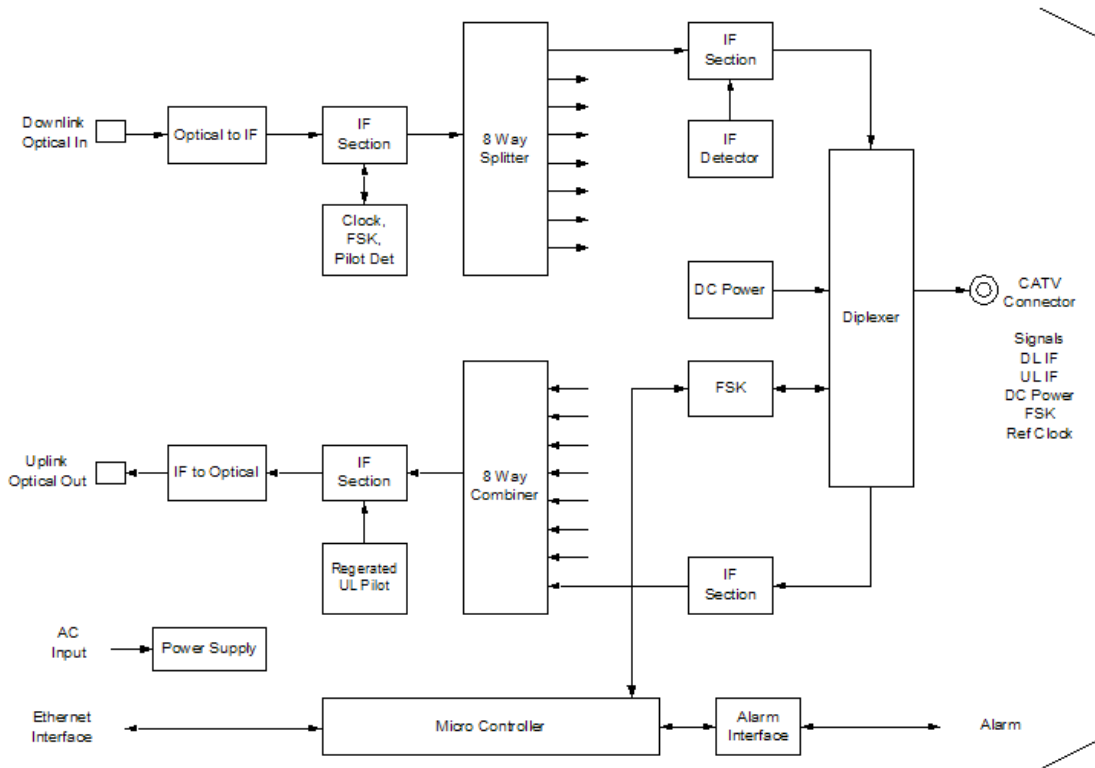 Downlink
Optical In
Optical to IF
IF
Section
Clock,
FSK,
Pilot Det
8 Way
Splitter
IF
Section
IF
Detector
DC Power
Diplexer
CATV
Connector
Signals
DL IF
UL IF
DC Power
FSK
Ref Clock
FSK
Uplink
Optical Out
IF to Optical
IF
Section
Regerated
UL Pilot
8 Way
Combiner
IF
Section
AC
Input
Power Supply
Ethernet
Interface
Micro Controller
Alarm
Interface
Alarm